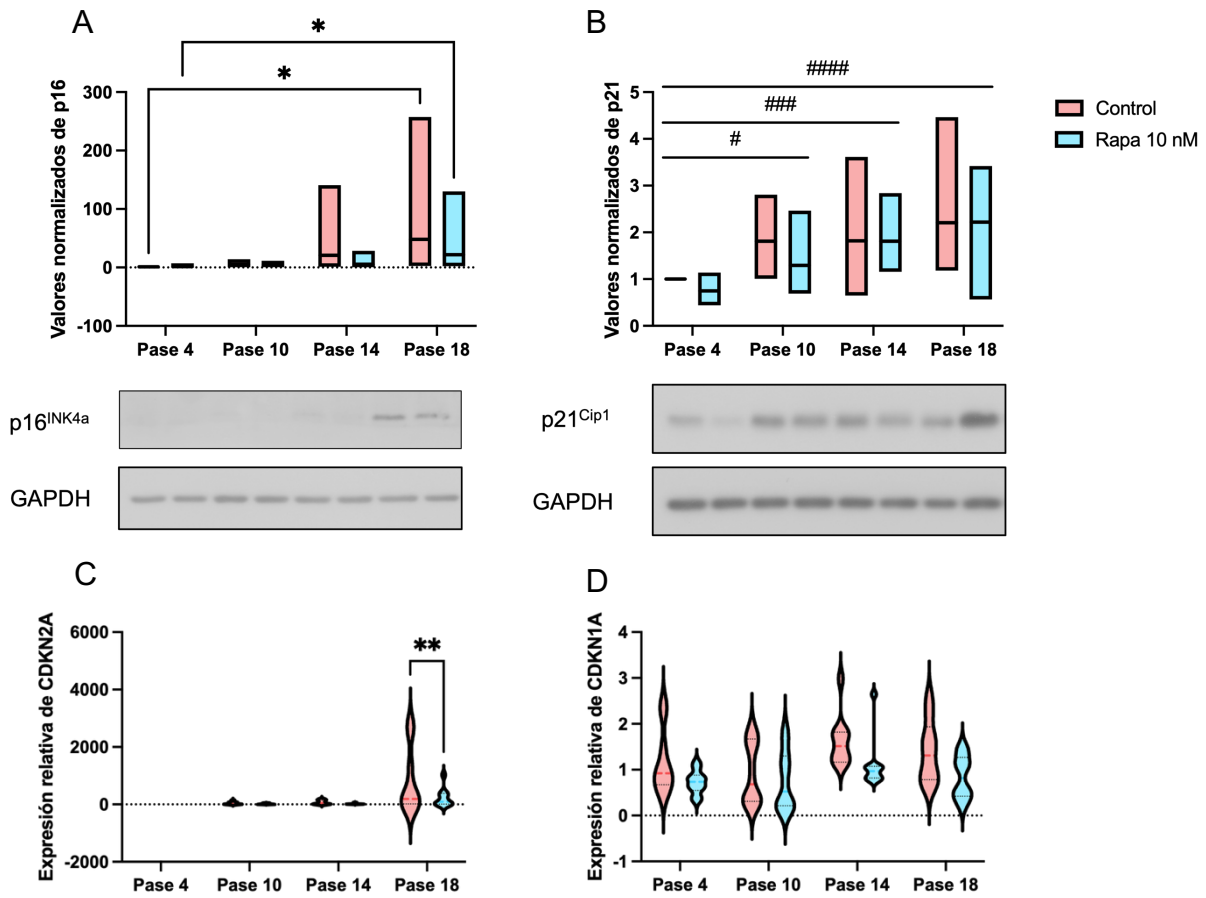 A
*
*
Valores normalizados de p16
300
200
100
0
-100
Pase 4
Pase 10
Pase 14
Pase 18
p16INK4a
GAPDH
B
####
###
#
Valores normalizados de p21
5
4
3
2
1
0
Pase 4
Pase 10
Pase 14
Pase 18
p21Cip1
GAPDH
Control
Rapa 10 nM
C
**
Expresión relativa de CDKN2A
6000
4000
2000
0
-2000
Pase 4
Pase 10
Pase 14
Pase 18
D
Expresión relativa de CDKN1A
4
3
2
1
0
-1
Pase 4
Pase 10
Pase 14
Pase 18